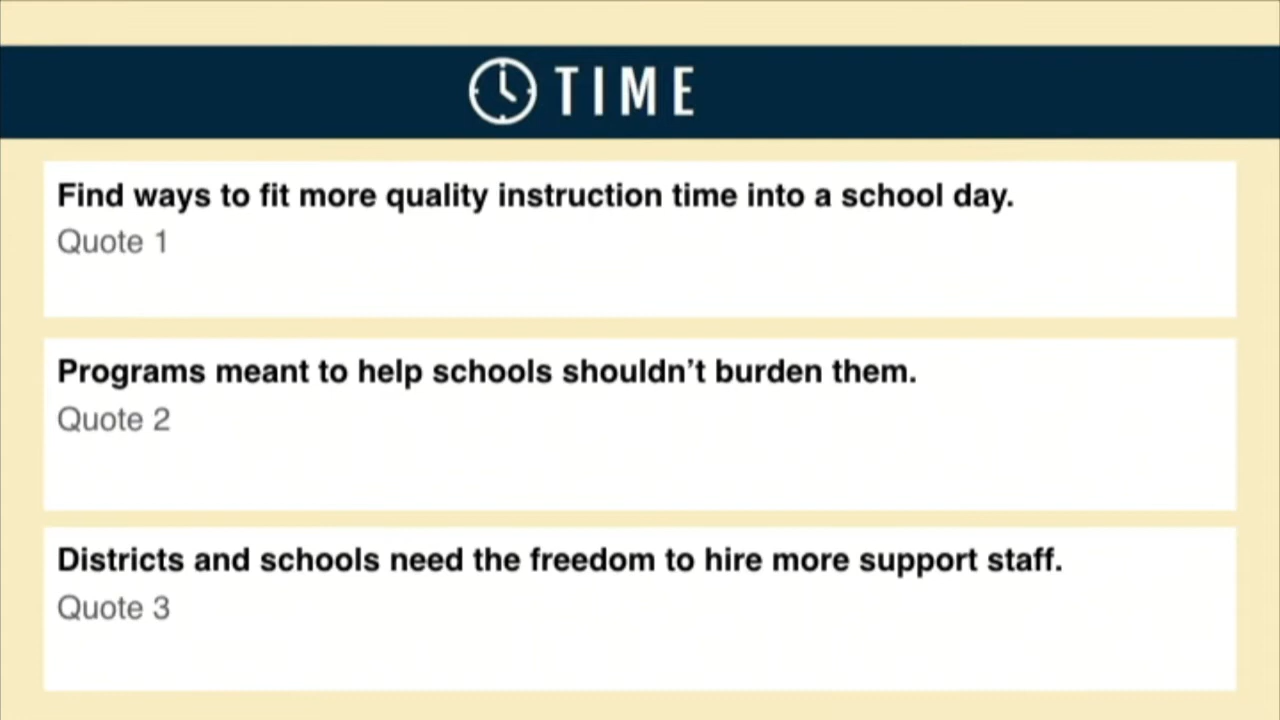 TIME
Find ways to fit more quality instruction time into a school day.
Quote 1
Programs meant to help schools shouldn’t burden them.
Quote 2
Districts and schools need the freedom to hire more support staff.
Quote 3